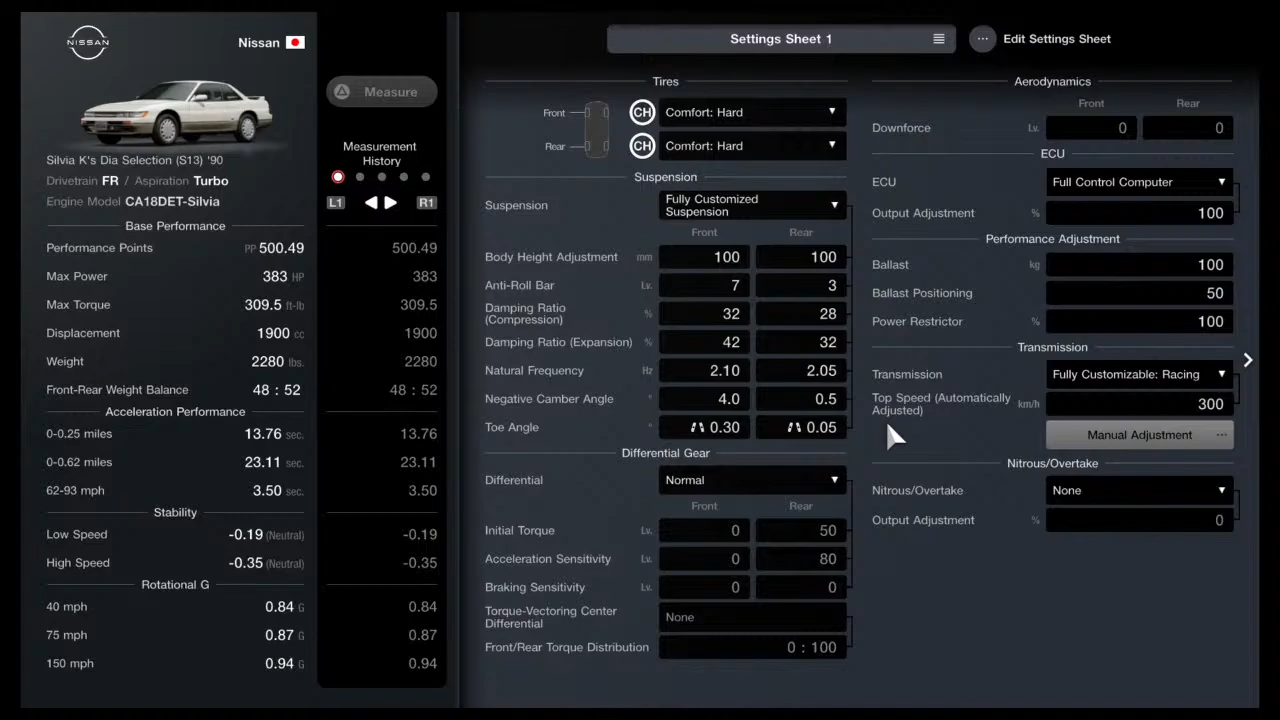 NISSAN
Nissan
Silvia K's Dia Selection (S13) '90
Drivetrain FR / Aspiration Turbo
Engine Model CA18DET-Silvia
Base Performance
Performance Points PP 500.49
Max Power 383 HP
Max Torque 309.5 ft-lb
Displacement 1900 cc
Weight 2280 lbs.
Front-Rear Weight Balance 48 : 52
Acceleration Performance
0-0.25 miles 13.76 sec.
0-0.62 miles 23.11 sec.
62-93 mph 3.50 sec.
Stability
Low Speed -0.19 (Neutral)
High Speed -0.35 (Neutral)
Rotational G
40 mph 0.84 G
75 mph 0.87 G
150 mph 0.94 G
Measure
Measurement
History
L1 R1
500.49
383
309.5
1900
2280
48 : 52
13.76
23.11
3.50
-0.19
-0.35
0.84
0.87
0.94
Settings Sheet 1
Edit Settings Sheet
Tires
Front CH Comfort: Hard
Rear CH Comfort: Hard
Suspension
Suspension Fully Customized
Suspension
Front Rear
Body Height Adjustment mm 100 100
Anti-Roll Bar Lv. 7 3
Damping Ratio
(Compression) % 32 28
Damping Ratio (Expansion) % 42 32
Natural Frequency Hz 2.10 2.05
Negative Camber Angle ° 4.0 0.5
Toe Angle ° 0.30 0.05
Differential Gear
Differential Normal
Front Rear
Initial Torque Lv. 0 50
Acceleration Sensitivity Lv. 0 80
Braking Sensitivity Lv. 0 0
Torque-Vectoring Center
Differential None
Front/Rear Torque Distribution 0 : 100
Aerodynamics
Front Rear
Downforce Lv. 0 0
ECU
ECU Full Control Computer
Output Adjustment % 100
Performance Adjustment
Ballast kg 100
Ballast Positioning 50
Power Restrictor % 100
Transmission
Transmission Fully Customizable: Racing
Top Speed (Automatically
Adjusted) km/h 300
Manual Adjustment
Nitrous/Overtake
Nitrous/Overtake None
Output Adjustment % 0